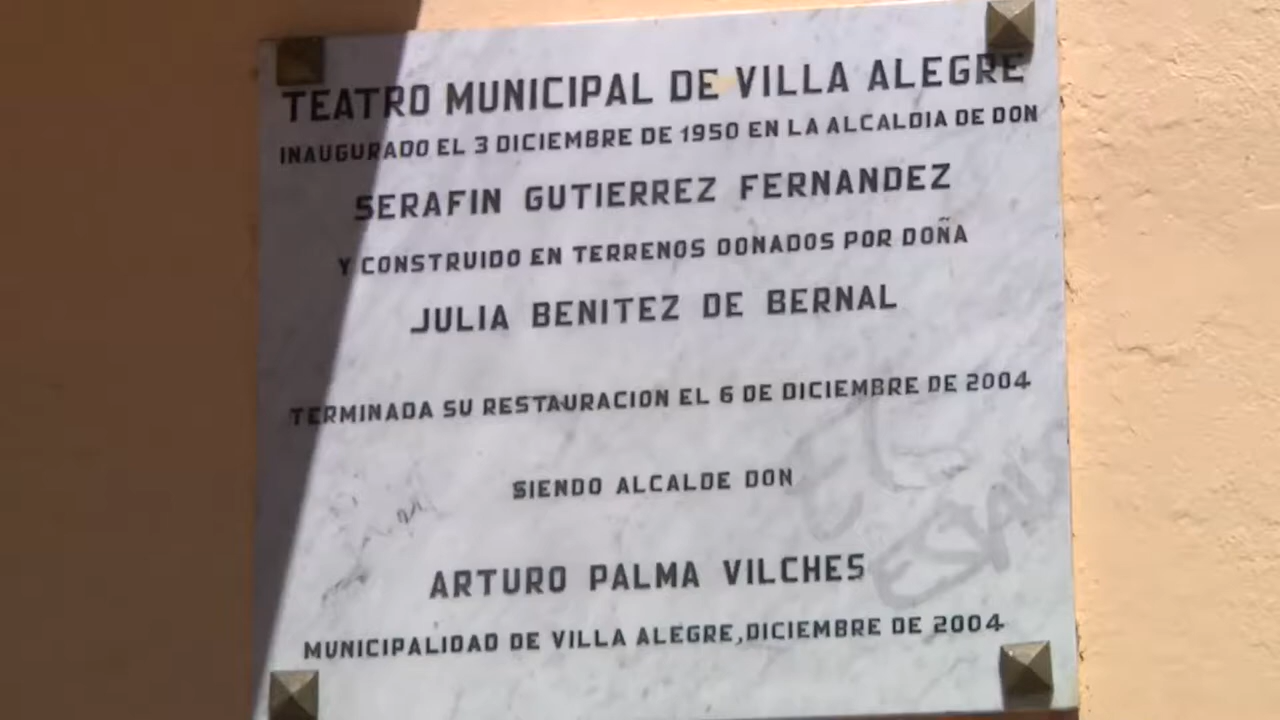 TEATRO MUNICIPAL DE VILLA ALEGRE
INAUGURADO EL 3 DICIEMBRE DE 1950 EN LA ALCALDIA DE DON
SERAFIN GUTIERREZ FERNANDEZ
Y CONSTRUIDO EN TERRENOS DONADOS POR DOÑA
JULIA BENITEZ DE BERNAL
TERMINADA SU RESTAURACION EL 6 DE DICIEMBRE DE 2004
SIENDO ALCALDE DON
ARTURO PALMA VILCHES
MUNICIPALIDAD DE VILLA ALEGRE, DICIEMBRE DE 2004